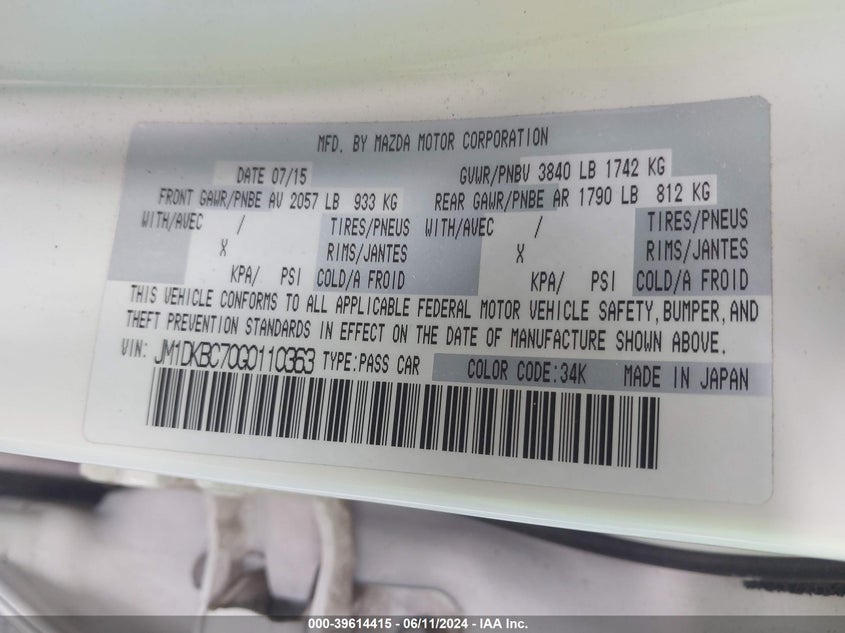 MFD. BY MAZDA MOTOR CORPORATION
DATE 07/15 GVWR/PNBV 3840 LB 1742 KG
FRONT GAWR/PNBE AV 2057 LB 933 KG REAR GAWR/PNBE AR 1790 LB 812 KG
WITH/AVEC / TIRES/PNEUS WITH/AVEC / TIRES/PNEUS
X RIMS/JANTES X RIMS/JANTES
KPA/ PSI COLD/A FROID KPA/ PSI COLD/A FROID
THIS VEHICLE CONFORMS TO ALL APPLICABLE FEDERAL MOTOR VEHICLE SAFETY, BUMPER, AND
THEFT PREVENTION STANDARDS IN EFFECT ON THE DATE OF MANUFACTURE SHOWN ABOVE.
VIN: JM1DKBC70G0110363 TYPE:PASS CAR COLOR CODE:34K MADE IN JAPAN
000-39614415 - 06/11/2024 - IAA Inc.